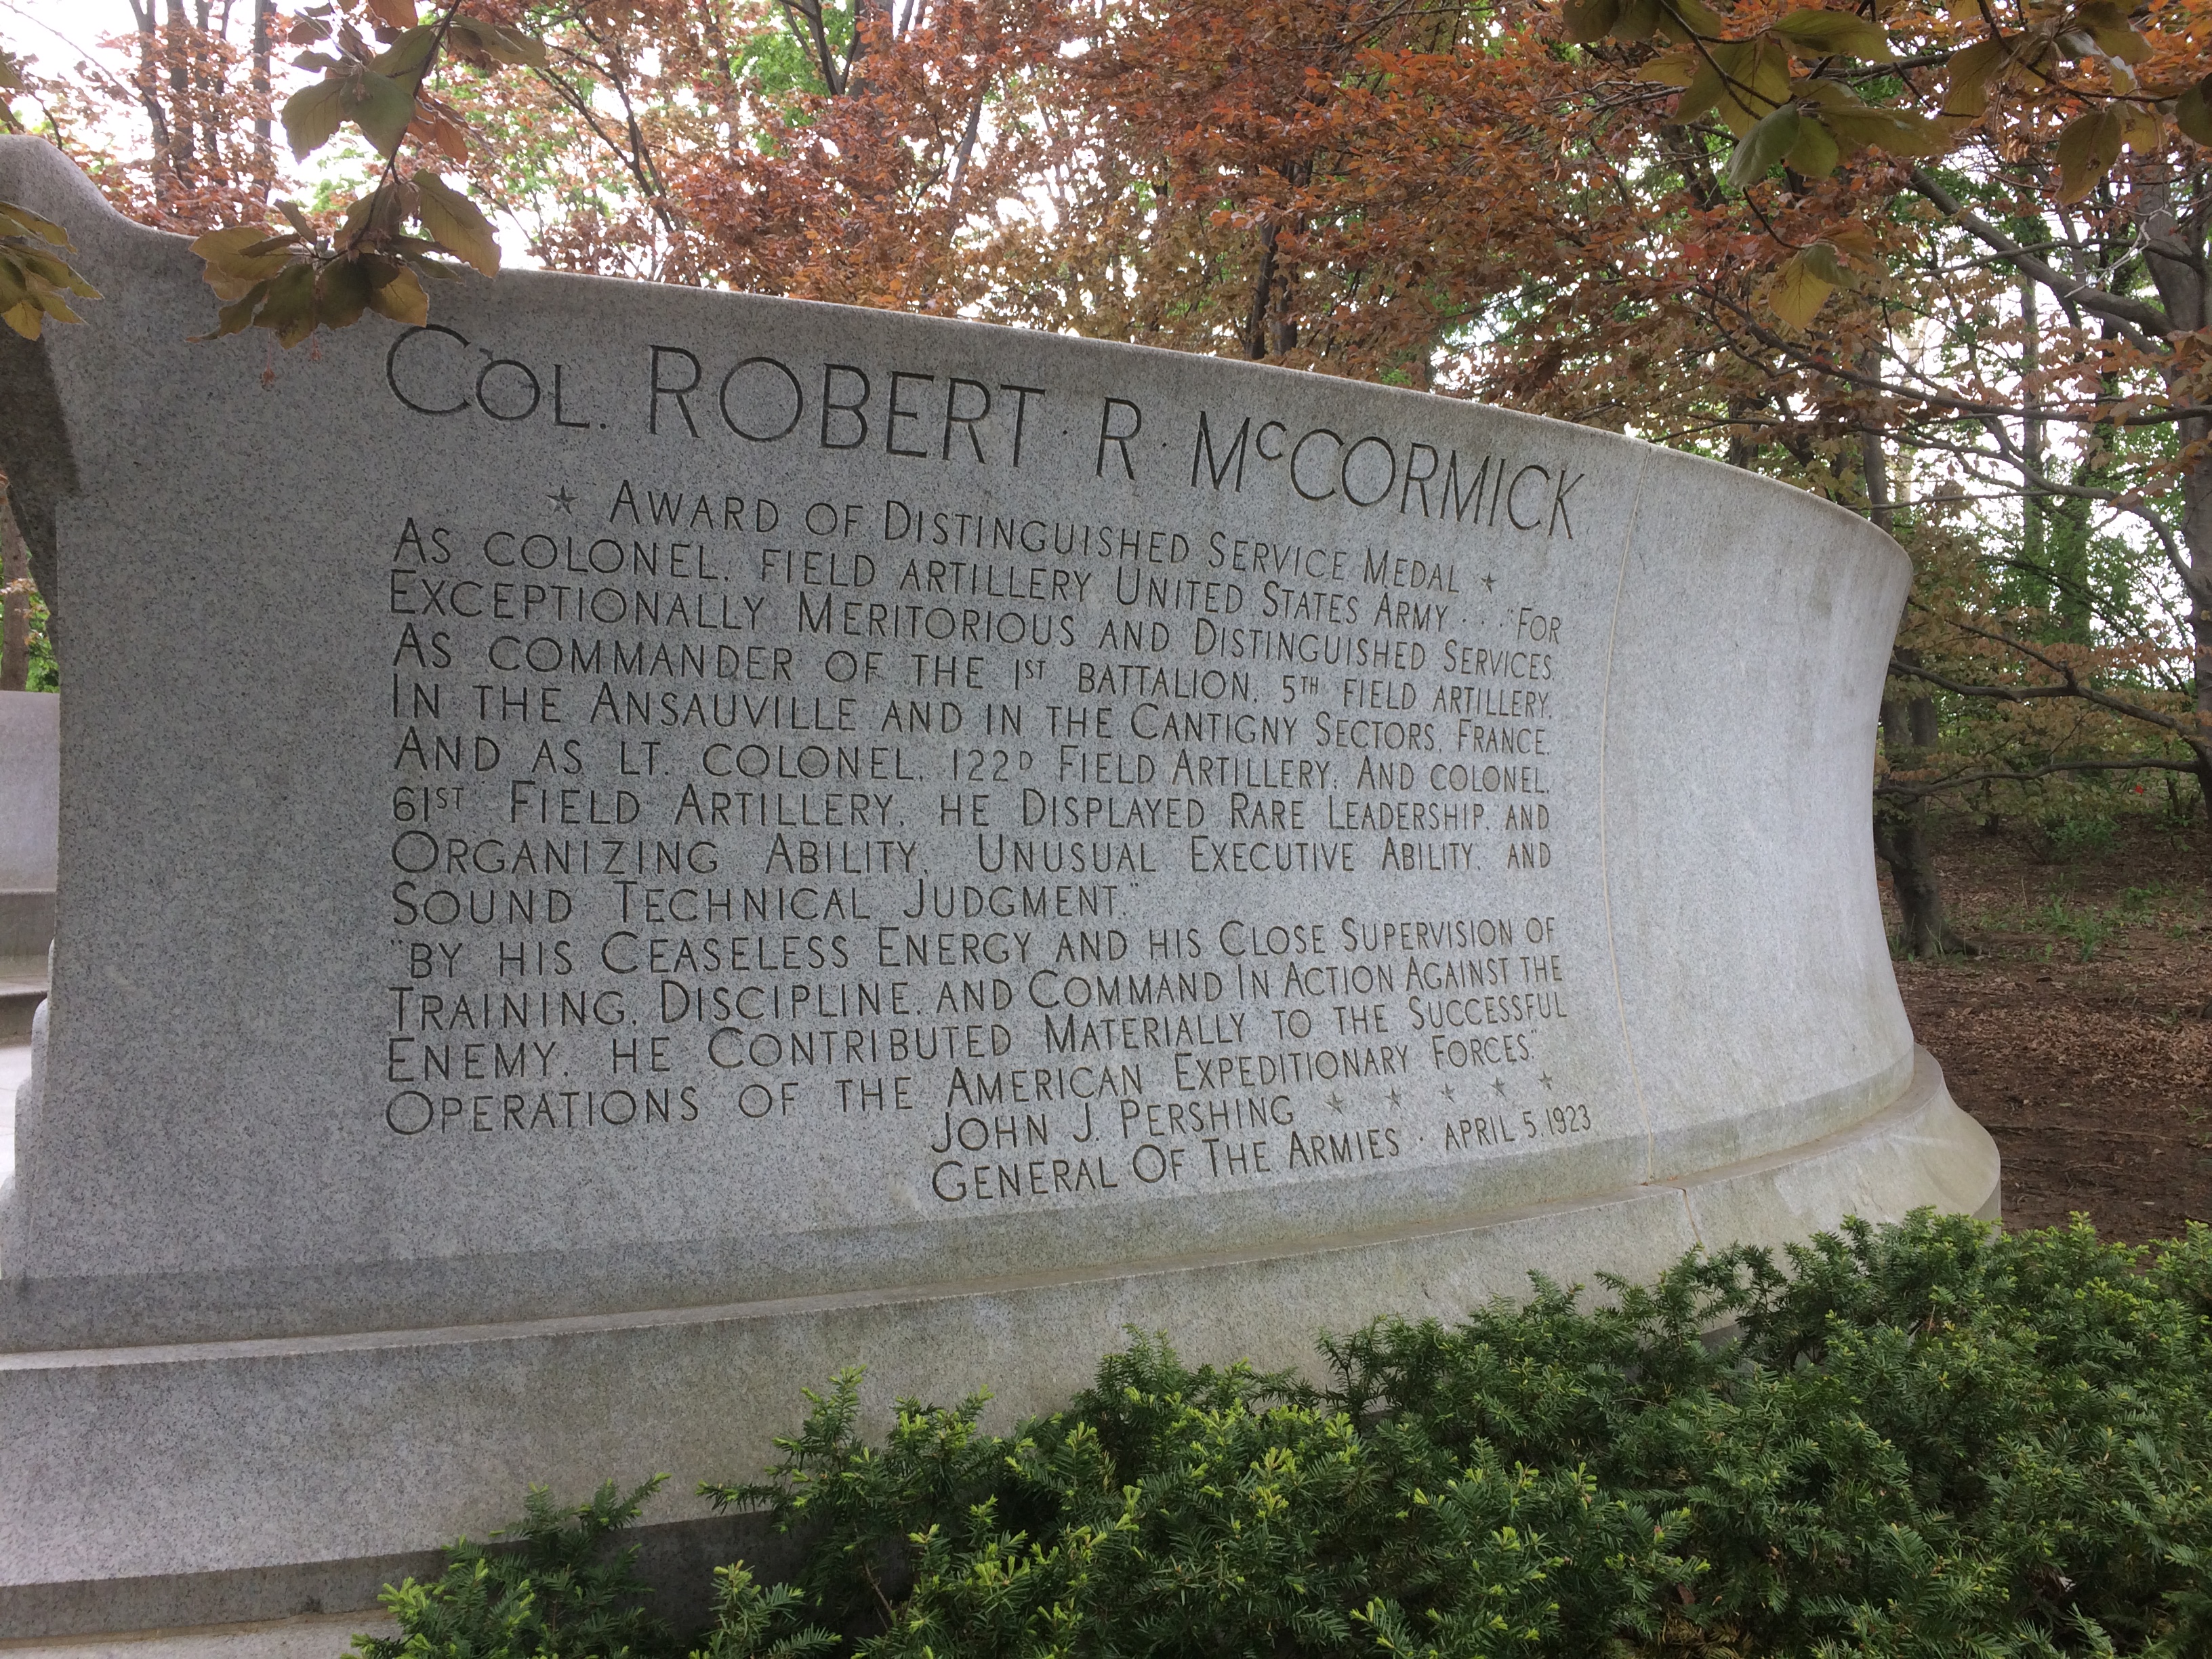 COL. ROBERT · R · McCORMICK
★ AWARD OF DISTINGUISHED SERVICE MEDAL ★
AS COLONEL, FIELD ARTILLERY UNITED STATES ARMY . . . "FOR
EXCEPTIONALLY MERITORIOUS AND DISTINGUISHED SERVICES.
AS COMMANDER OF THE 1ST BATTALION, 5TH FIELD ARTILLERY,
IN THE ANSAUVILLE AND IN THE CANTIGNY SECTORS, FRANCE,
AND AS LT. COLONEL, 122D FIELD ARTILLERY; AND COLONEL,
61ST FIELD ARTILLERY, HE DISPLAYED RARE LEADERSHIP, AND
ORGANIZING ABILITY, UNUSUAL EXECUTIVE ABILITY, AND
SOUND TECHNICAL JUDGMENT."
"BY HIS CEASELESS ENERGY AND HIS CLOSE SUPERVISION OF
TRAINING, DISCIPLINE, AND COMMAND IN ACTION AGAINST THE
ENEMY, HE CONTRIBUTED MATERIALLY TO THE SUCCESSFUL
OPERATIONS OF THE AMERICAN EXPEDITIONARY FORCES."
JOHN J. PERSHING ★ ★ ★ ★ ★
GENERAL OF THE ARMIES · APRIL 5, 1923